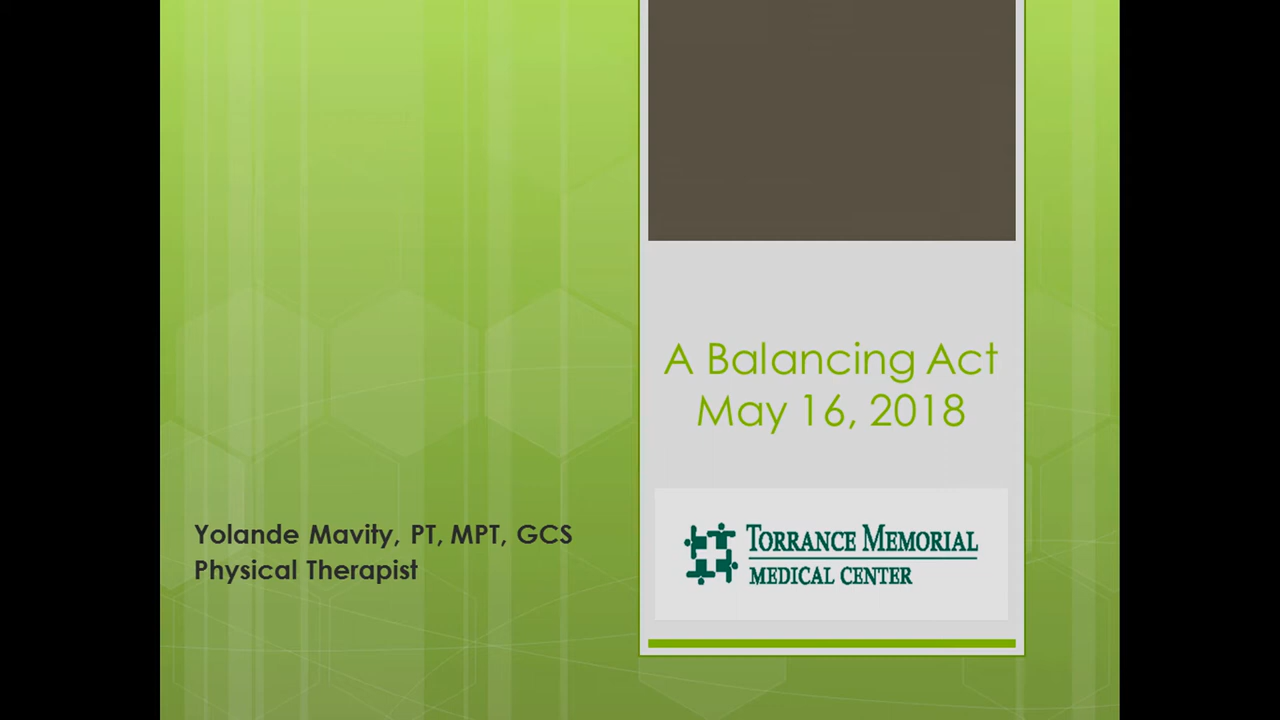 A Balancing Act
May 16, 2018
TORRANCE MEMORIAL
MEDICAL CENTER
Yolande Mavity, PT, MPT, GCS
Physical Therapist